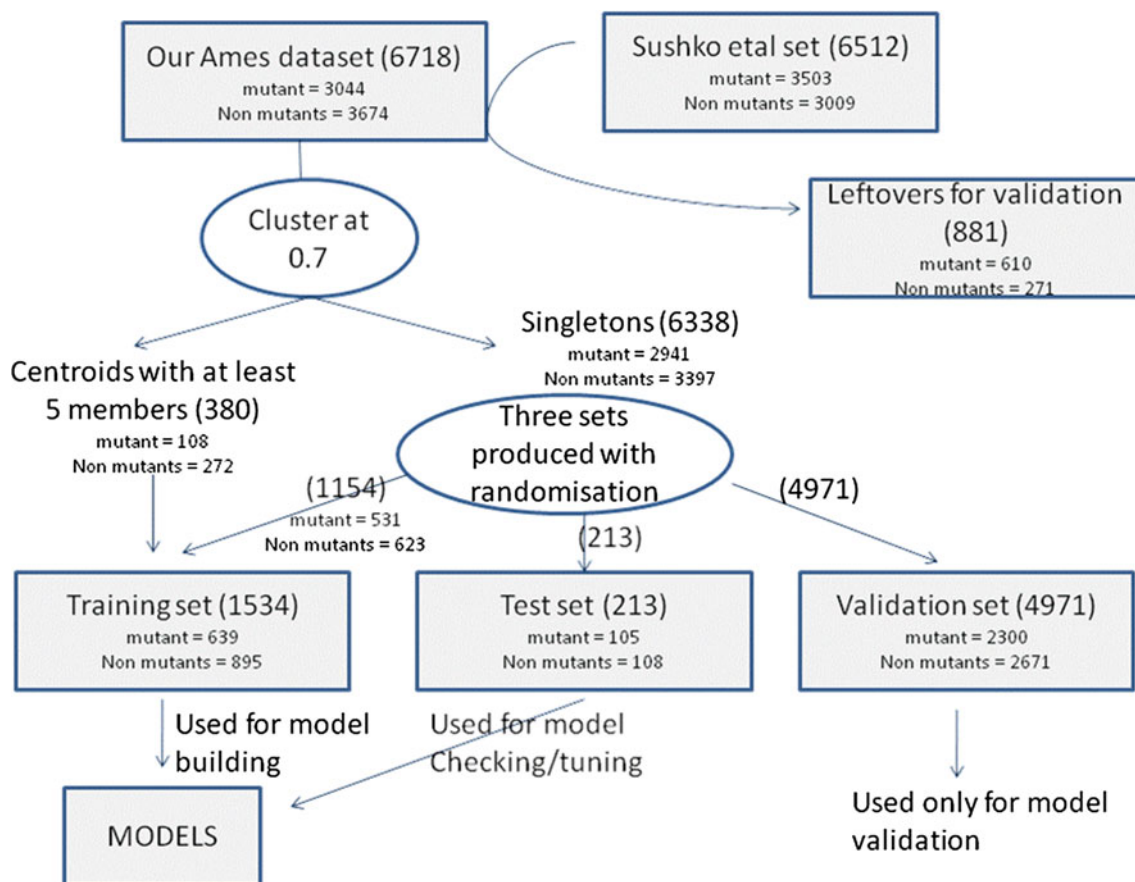 Our Ames dataset (6718)
mutant = 3044
Non mutants = 3674
Sushko etal set (6512)
mutant = 3503
Non mutants = 3009
Leftovers for validation
(881)
mutant = 610
Non mutants = 271
Cluster at
0.7
Singletons (6338)
mutant = 2941
Non mutants = 3397
Centroids with at least
5 members (380)
mutant = 108
Non mutants = 272
Three sets
produced with
randomisation
(1154)
mutant = 531
Non mutants = 623
(213)
(4971)
Training set (1534)
mutant = 639
Non mutants = 895
Test set (213)
mutant = 105
Non mutants = 108
Validation set (4971)
mutant = 2300
Non mutants = 2671
Used for model
building
Used for model
Checking/tuning
Used only for model
validation
MODELS